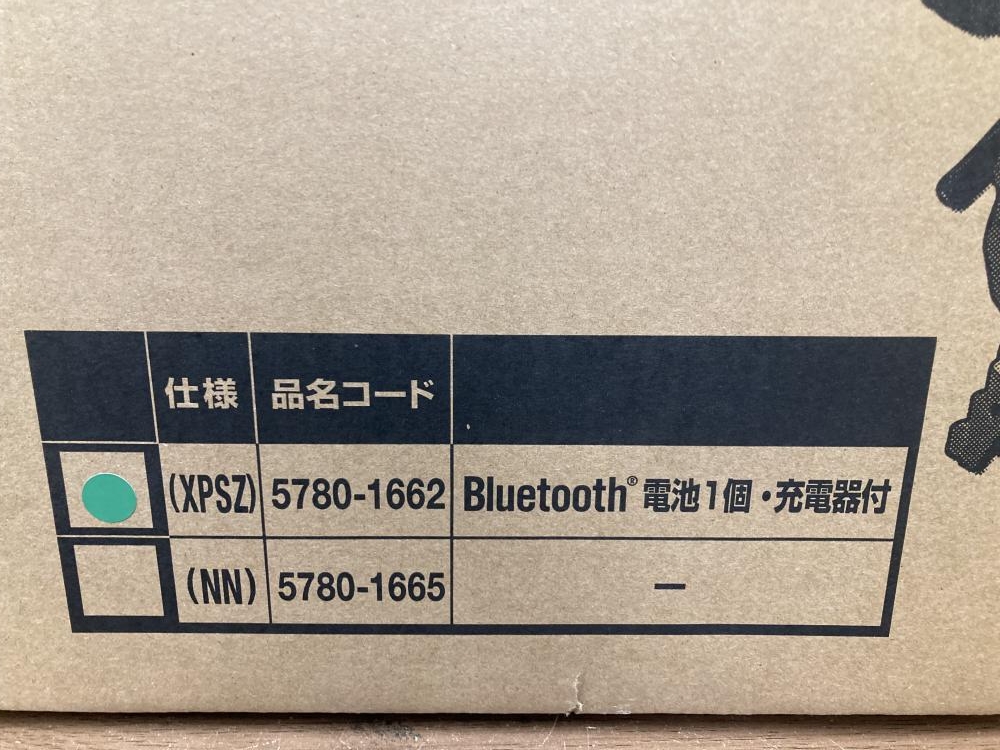 仕様 品名コード
(XPSZ) 5780-1662 Bluetooth® 電池1個・充電器付
(NN) 5780-1665 —